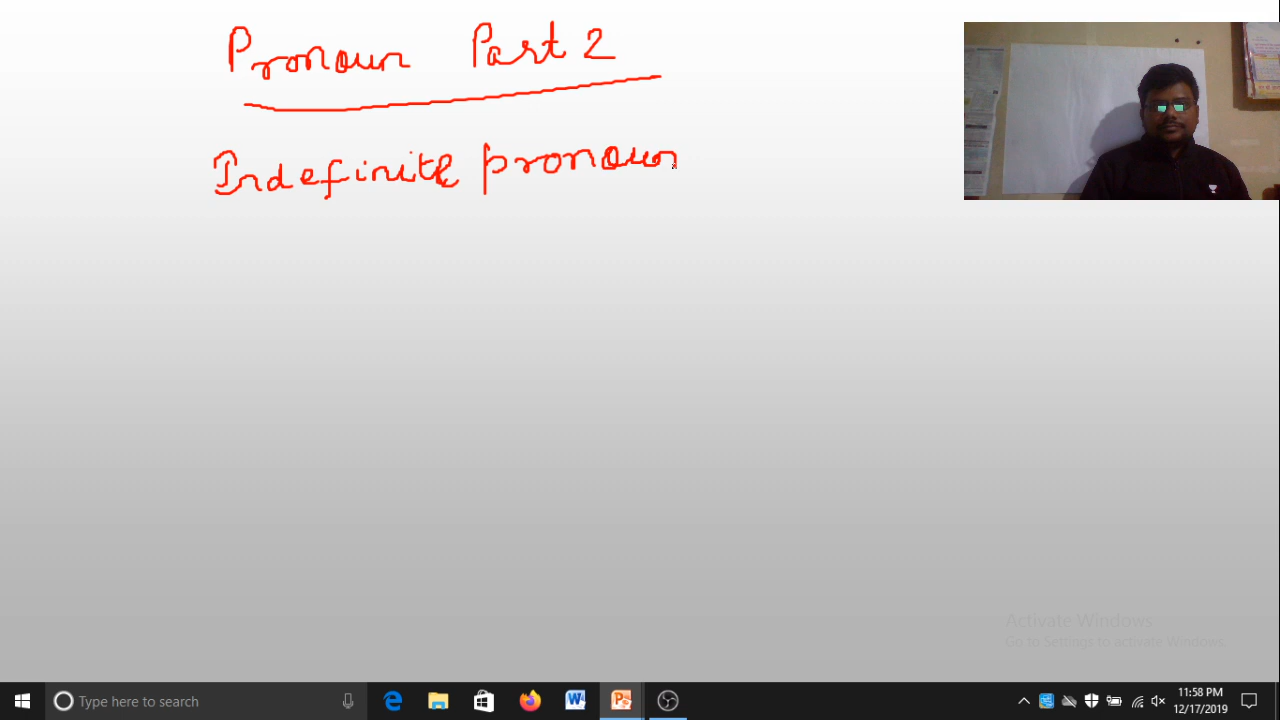 Pronoun Part 2
Indefinite pronoun
Activate Windows
Go to Settings to activate Windows.
Type here to search
11:58 PM
12/17/2019